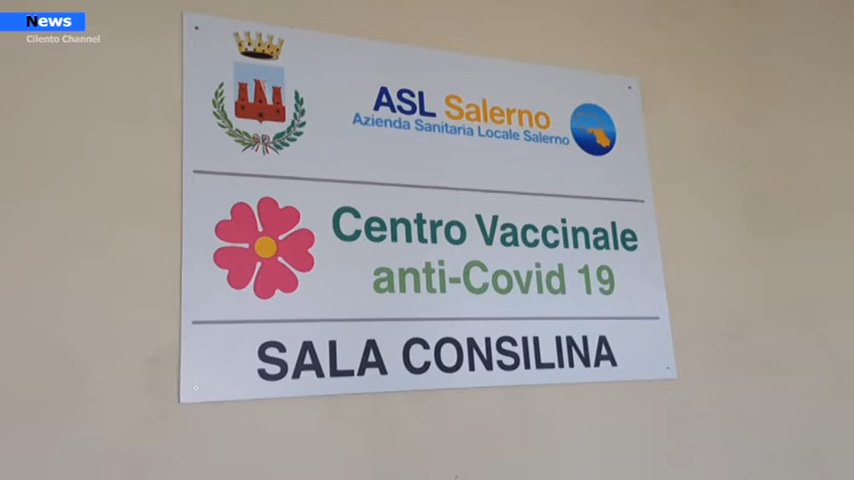 News
Cilento Channel
ASL Salerno
Azienda Sanitaria Locale Salerno
Centro Vaccinale
anti-Covid 19
SALA CONSILINA